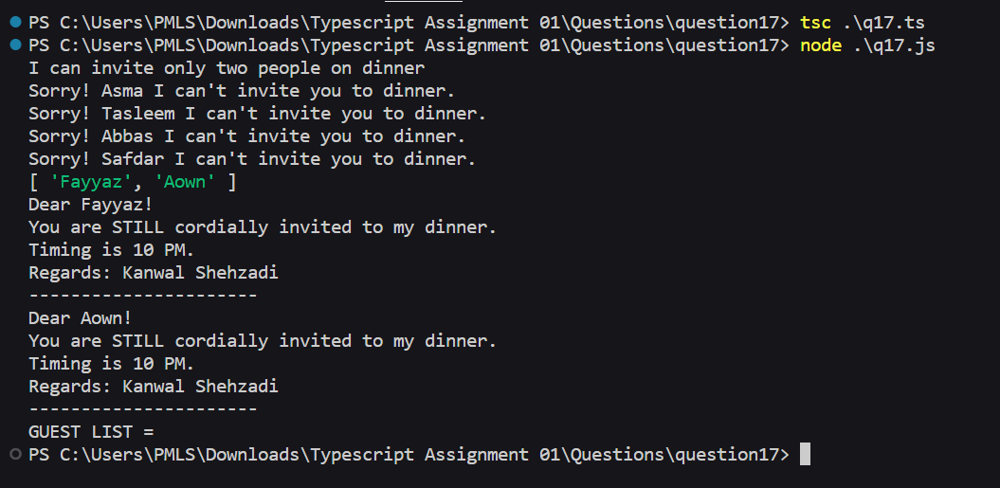 PS C:\Users\PMLS\Downloads\Typescript Assignment 01\Questions\question17> tsc .\q17.ts
PS C:\Users\PMLS\Downloads\Typescript Assignment 01\Questions\question17> node .\q17.js
I can invite only two people on dinner
Sorry! Asma I can't invite you to dinner.
Sorry! Tasleem I can't invite you to dinner.
Sorry! Abbas I can't invite you to dinner.
Sorry! Safdar I can't invite you to dinner.
[ 'Fayyaz', 'Aown' ]
Dear Fayyaz!
You are STILL cordially invited to my dinner.
Timing is 10 PM.
Regards: Kanwal Shehzadi
----------------------
Dear Aown!
You are STILL cordially invited to my dinner.
Timing is 10 PM.
Regards: Kanwal Shehzadi
----------------------
GUEST LIST =
PS C:\Users\PMLS\Downloads\Typescript Assignment 01\Questions\question17>